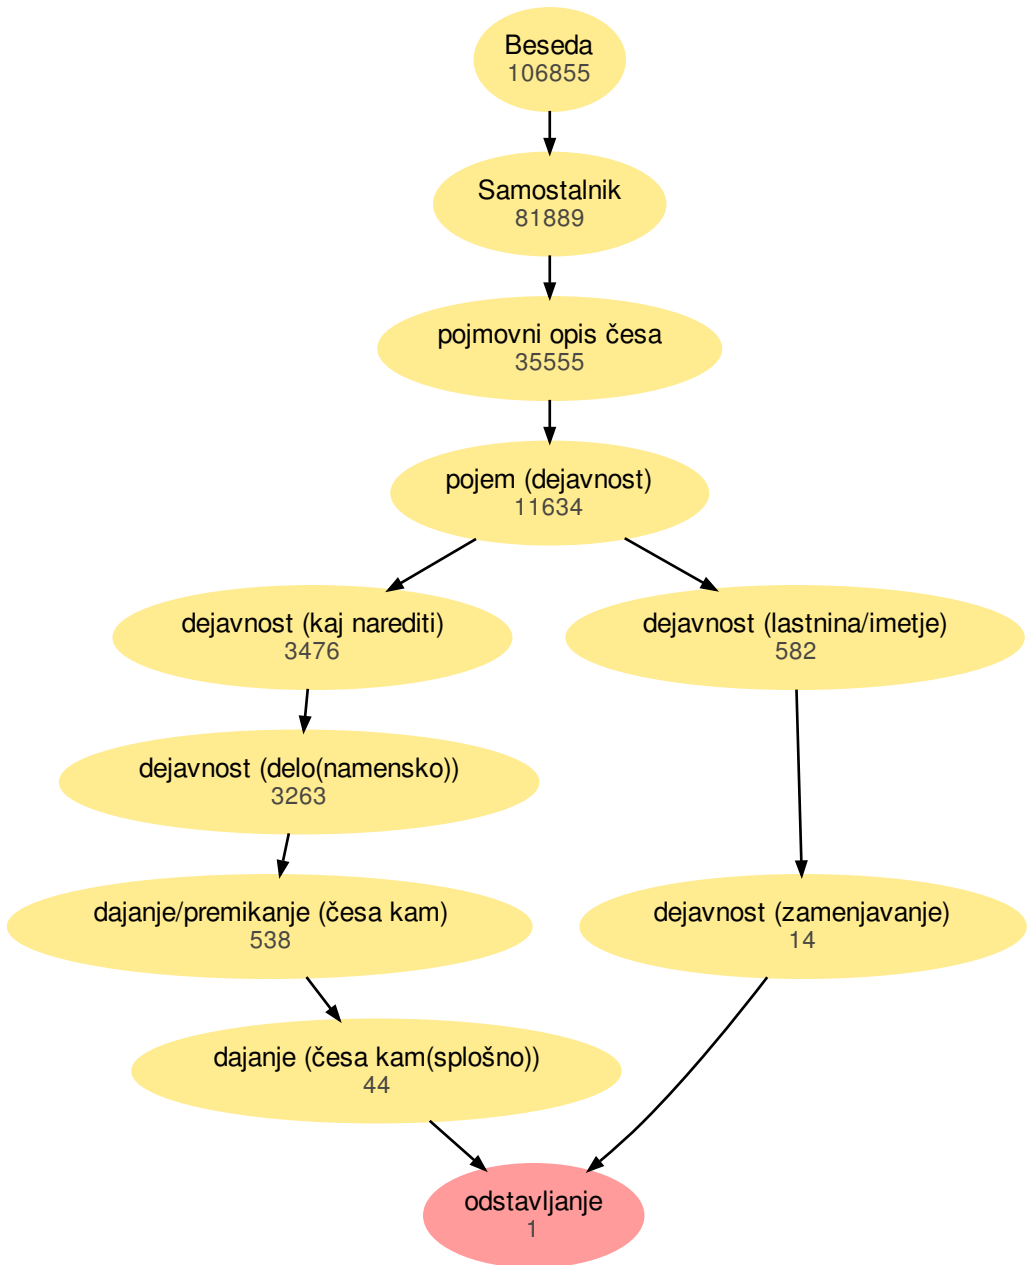 Beseda
106855
Samostalnik
81889
pojmovni opis česa
35555
pojem (dejavnost)
11634
dejavnost (kaj narediti)
3476
dejavnost (lastnina/imetje)
582
dejavnost (delo(namensko))
3263
dajanje/premikanje (česa kam)
538
dejavnost (zamenjavanje)
14
dajanje (česa kam(splošno))
44
odstavljanje
1